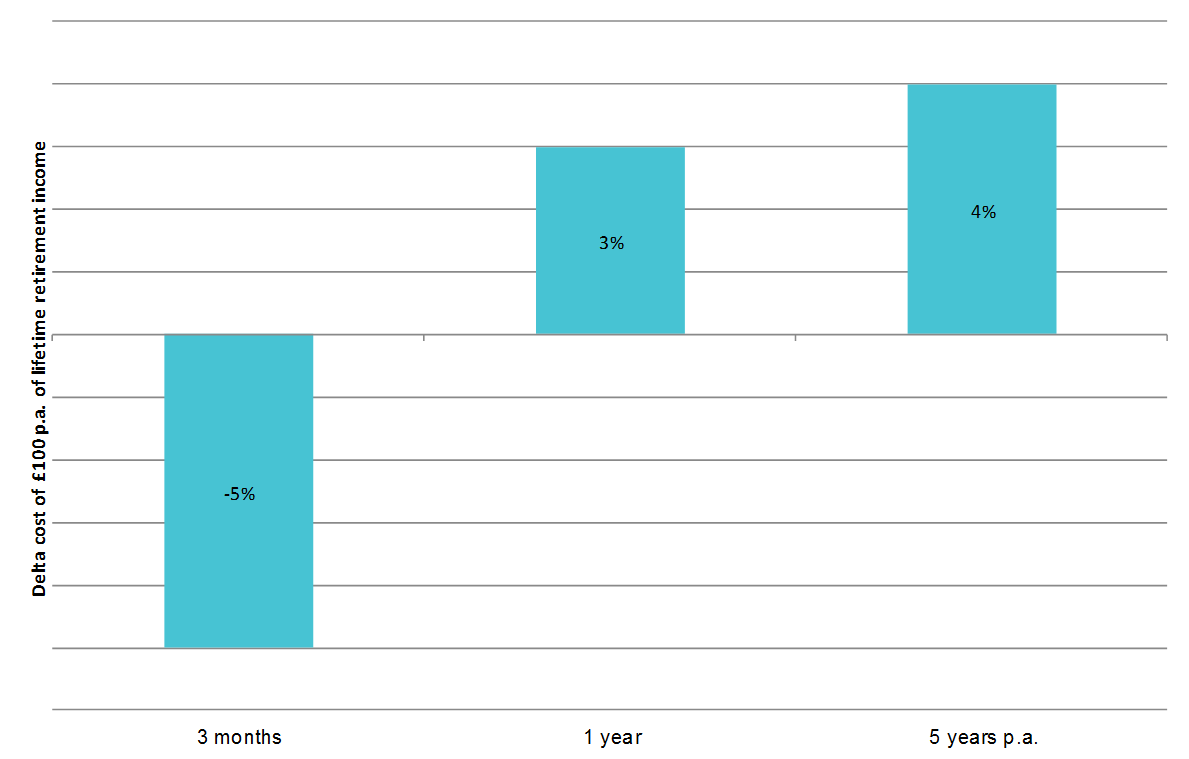 Delta cost of £100 p.a. of lifetime retirement income
4%
3%
-5%
3 months
1 year
5 years p.a.